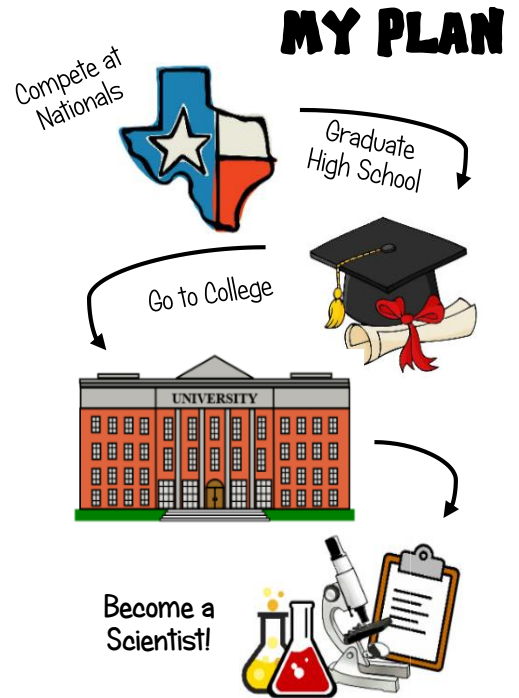 MY PLAN
Compete at
Nationals
Graduate
High School
Go to College
UNIVERSITY
Become a
Scientist!